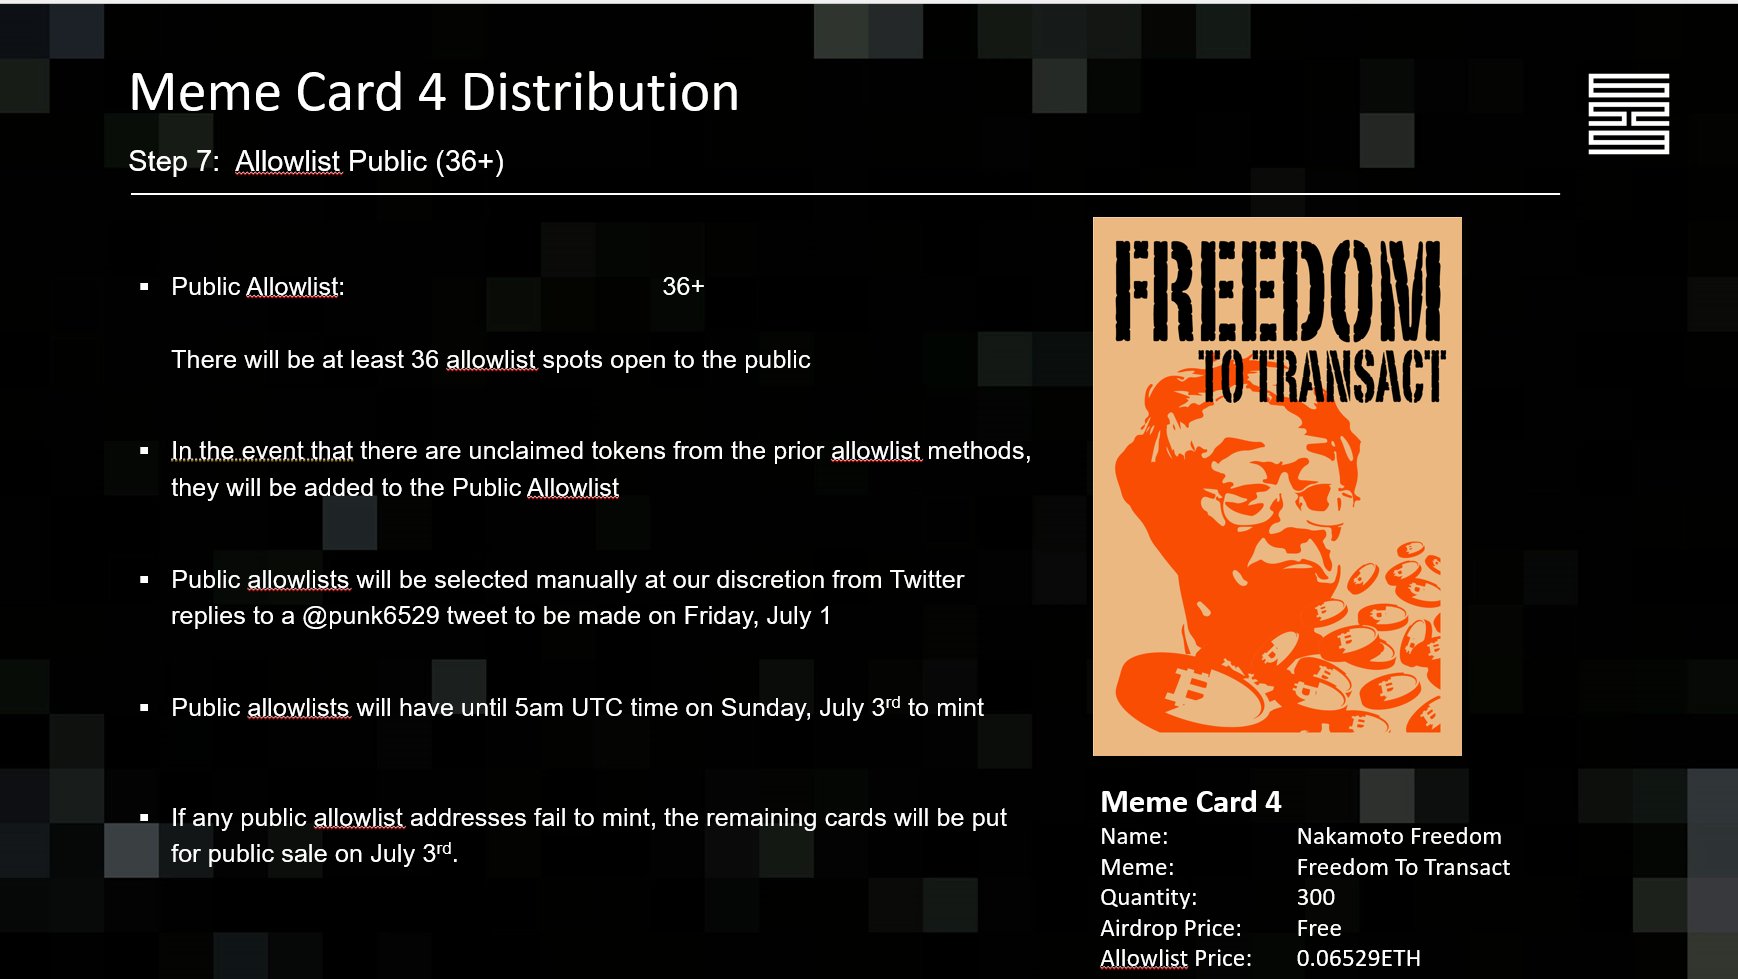 Meme Card 4 Distribution
Step 7:  Allowlist Public (36+)
▪ Public Allowlist: 36+
There will be at least 36 allowlist spots open to the public
▪ In the event that there are unclaimed tokens from the prior allowlist methods,
they will be added to the Public Allowlist
▪ Public allowlists will be selected manually at our discretion from Twitter
replies to a @punk6529 tweet to be made on Friday, July 1
▪ Public allowlists will have until 5am UTC time on Sunday, July 3rd to mint
▪ If any public allowlist addresses fail to mint, the remaining cards will be put
for public sale on July 3rd.
FREEDOM
TO TRANSACT
Meme Card 4
Name: Nakamoto Freedom
Meme: Freedom To Transact
Quantity: 300
Airdrop Price: Free
Allowlist Price: 0.06529ETH